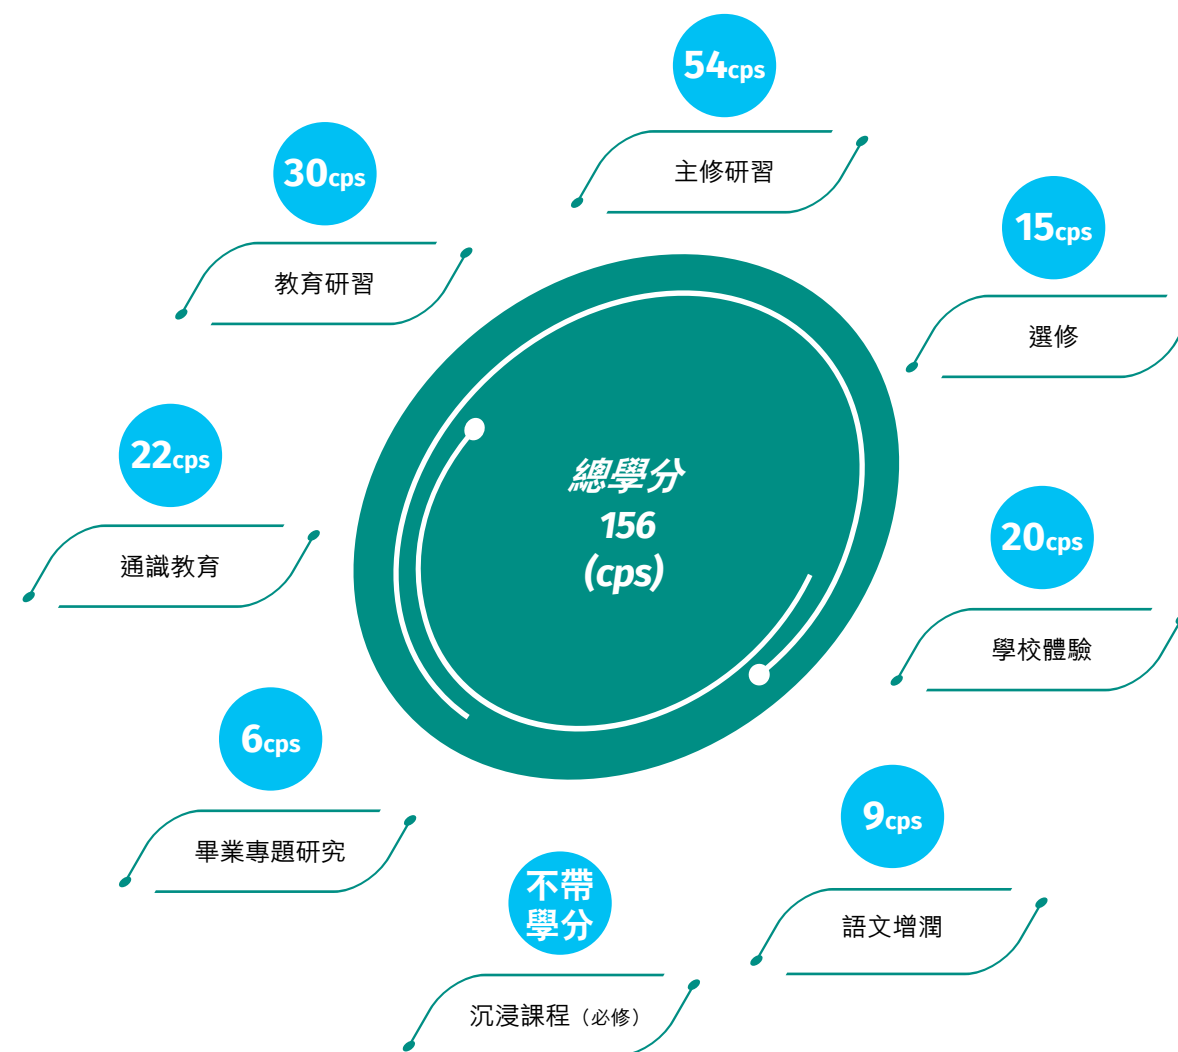 54cps
主修研習
30cps
教育研習
15cps
選修
22cps
通識教育
總學分
156
(cps)
20cps
學校體驗
6cps
畢業專題研究
9cps
語文增潤
不帶
學分
沉浸課程（必修）